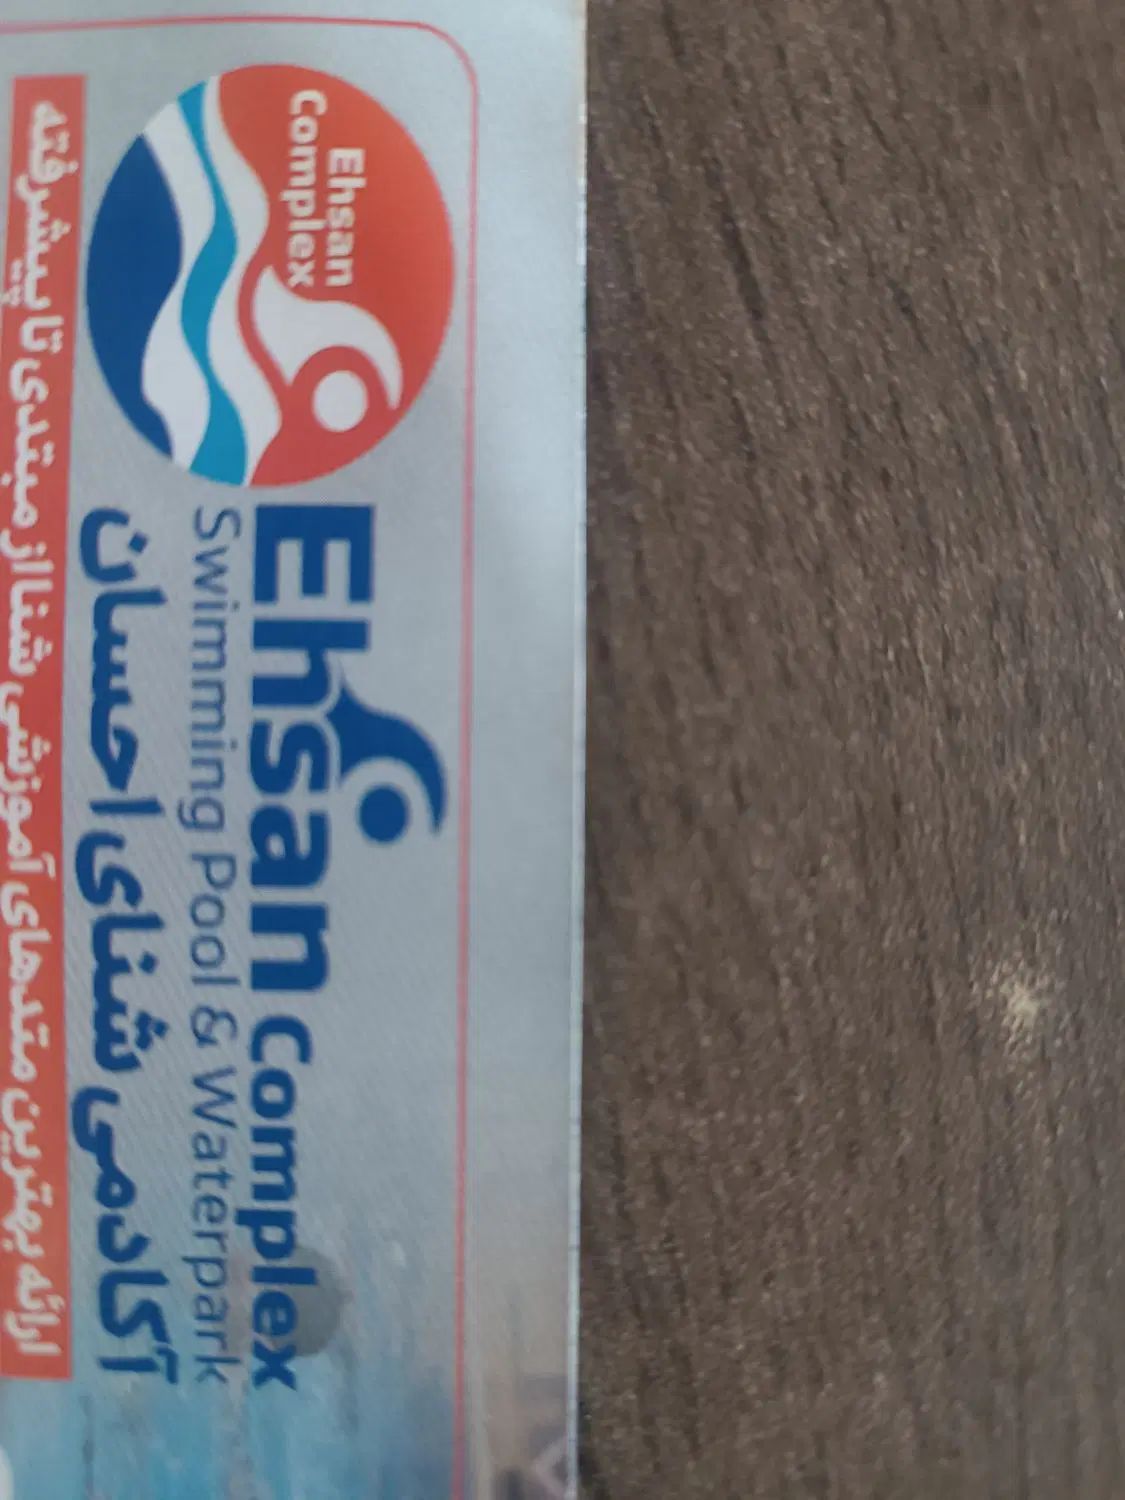 Ehsan
Complex
Ehsan Complex
Swimming Pool & Waterpark
آکادمی شنای احسان
ارائه بهترین متدهای آموزشی شنا از مبتدی تا پیشرفته